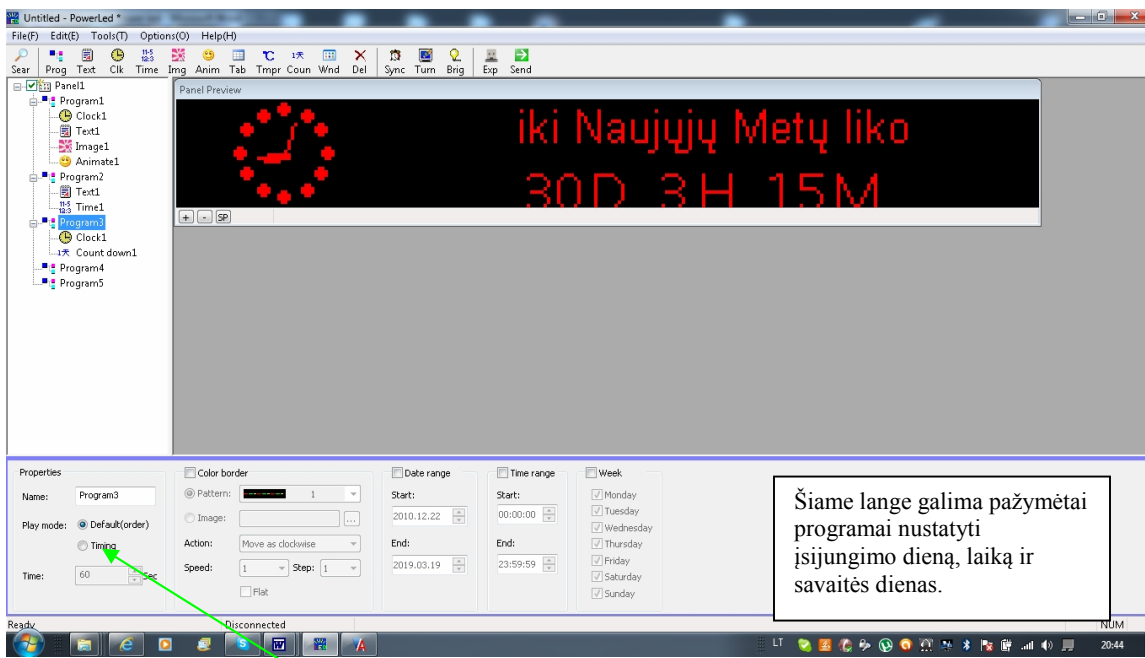 Untitled - PowerLed *
File(F) Edit(E) Tools(T) Options(O) Help(H)
Sear Prog Text Clk Time Img Anim Tab Tmpr Coun Wnd Del Sync Turn Brig Exp Send
Panel1
Program1
Clock1
Text1
Image1
Animate1
Program2
Text1
Time1
Program3
Clock1
Count down1
Program4
Program5
Panel Preview
iki Naujųjų Metų liko
30D 3H 15M
+ - SP
Properties
Name: Program3
Play mode: Default(order)
Timing
Time: 60 Sec
Color border
Pattern: 1
Image: ...
Action: Move as clockwise
Speed: 1 Step: 1
Flat
Date range
Start:
2010.12.22
End:
2019.03.19
Time range
Start:
00:00:00
End:
23:59:59
Week
Monday
Tuesday
Wednesday
Thursday
Friday
Saturday
Sunday
Šiame lange galima pažymėtai
programai nustatyti
įsijungimo dieną, laiką ir
savaitės dienas.
Ready Disconnected NUM
LT 20:44